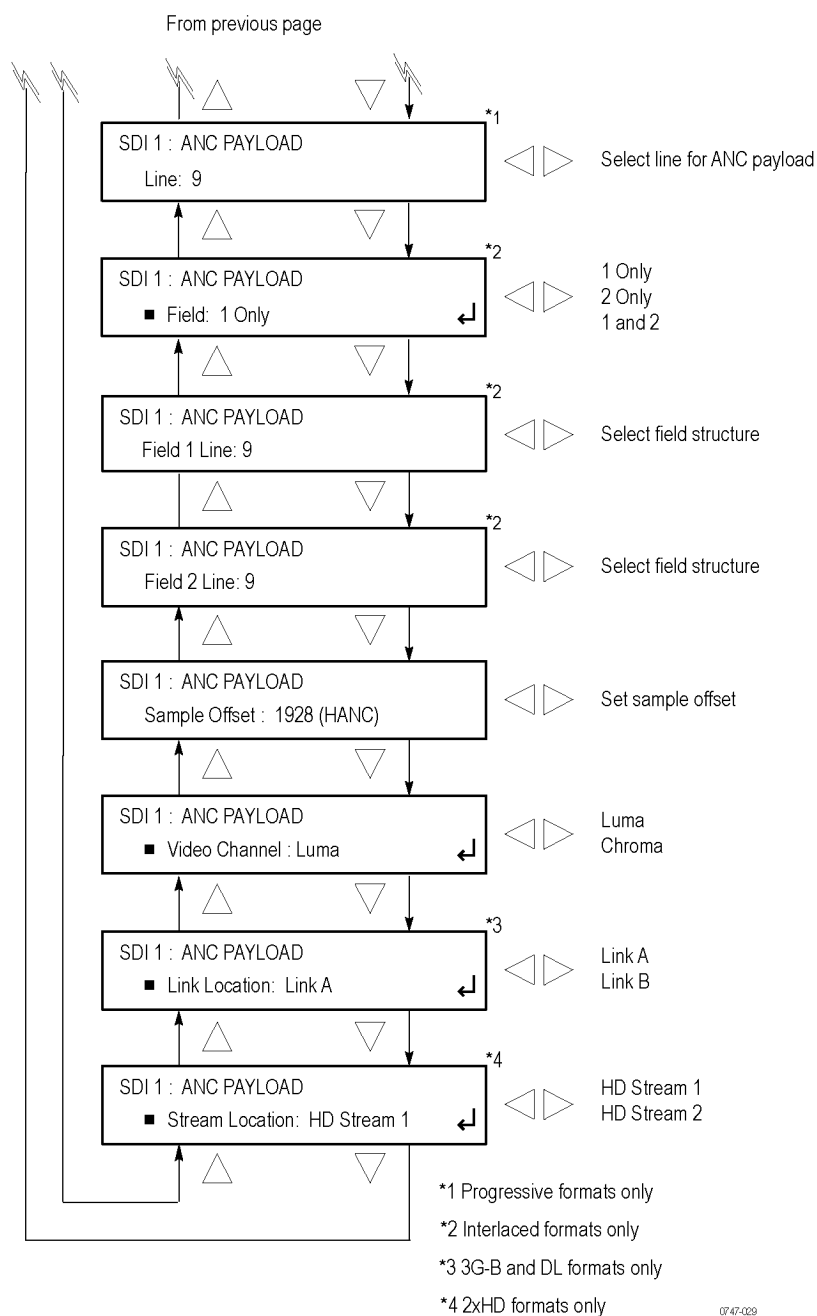 From previous page
*1
SDI 1 : ANC PAYLOAD
Line: 9
Select line for ANC payload
*2
SDI 1 : ANC PAYLOAD
■ Field: 1 Only ↲
1 Only
2 Only
1 and 2
*2
SDI 1 : ANC PAYLOAD
Field 1 Line: 9
Select field structure
*2
SDI 1 : ANC PAYLOAD
Field 2 Line: 9
Select field structure
SDI 1 : ANC PAYLOAD
Sample Offset : 1928 (HANC)
Set sample offset
SDI 1 : ANC PAYLOAD
■ Video Channel : Luma ↲
Luma
Chroma
*3
SDI 1 : ANC PAYLOAD
■ Link Location: Link A ↲
Link A
Link B
*4
SDI 1 : ANC PAYLOAD
■ Stream Location: HD Stream 1 ↲
HD Stream 1
HD Stream 2
*1 Progressive formats only
*2 Interlaced formats only
*3 3G-B and DL formats only
*4 2xHD formats only
0747-029